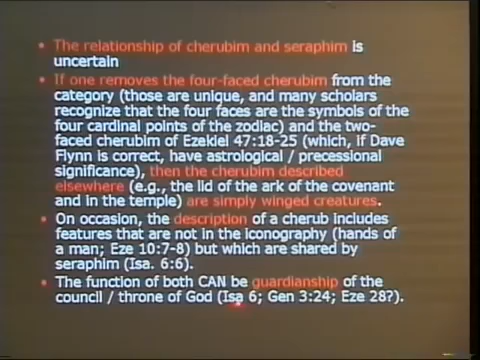 • The relationship of cherubim and seraphim is
uncertain
• If one removes the four-faced cherubim from the
category (those are unique, and many scholars
recognize that the four faces are the symbols of the
four cardinal points of the zodiac) and the two-
faced cherubim of Ezekiel 47:18-25 (which, if Dave
Flynn is correct, have astrological / precessional
significance), then the cherubim described
elsewhere (e.g., the lid of the ark of the covenant
and in the temple) are simply winged creatures.
• On occasion, the description of a cherub includes
features that are not in the iconography (hands of
a man; Eze 10:7-8) but which are shared by
seraphim (Isa. 6:6).
• The function of both CAN be guardianship of the
council / throne of God (Isa 6; Gen 3:24; Eze 28?).